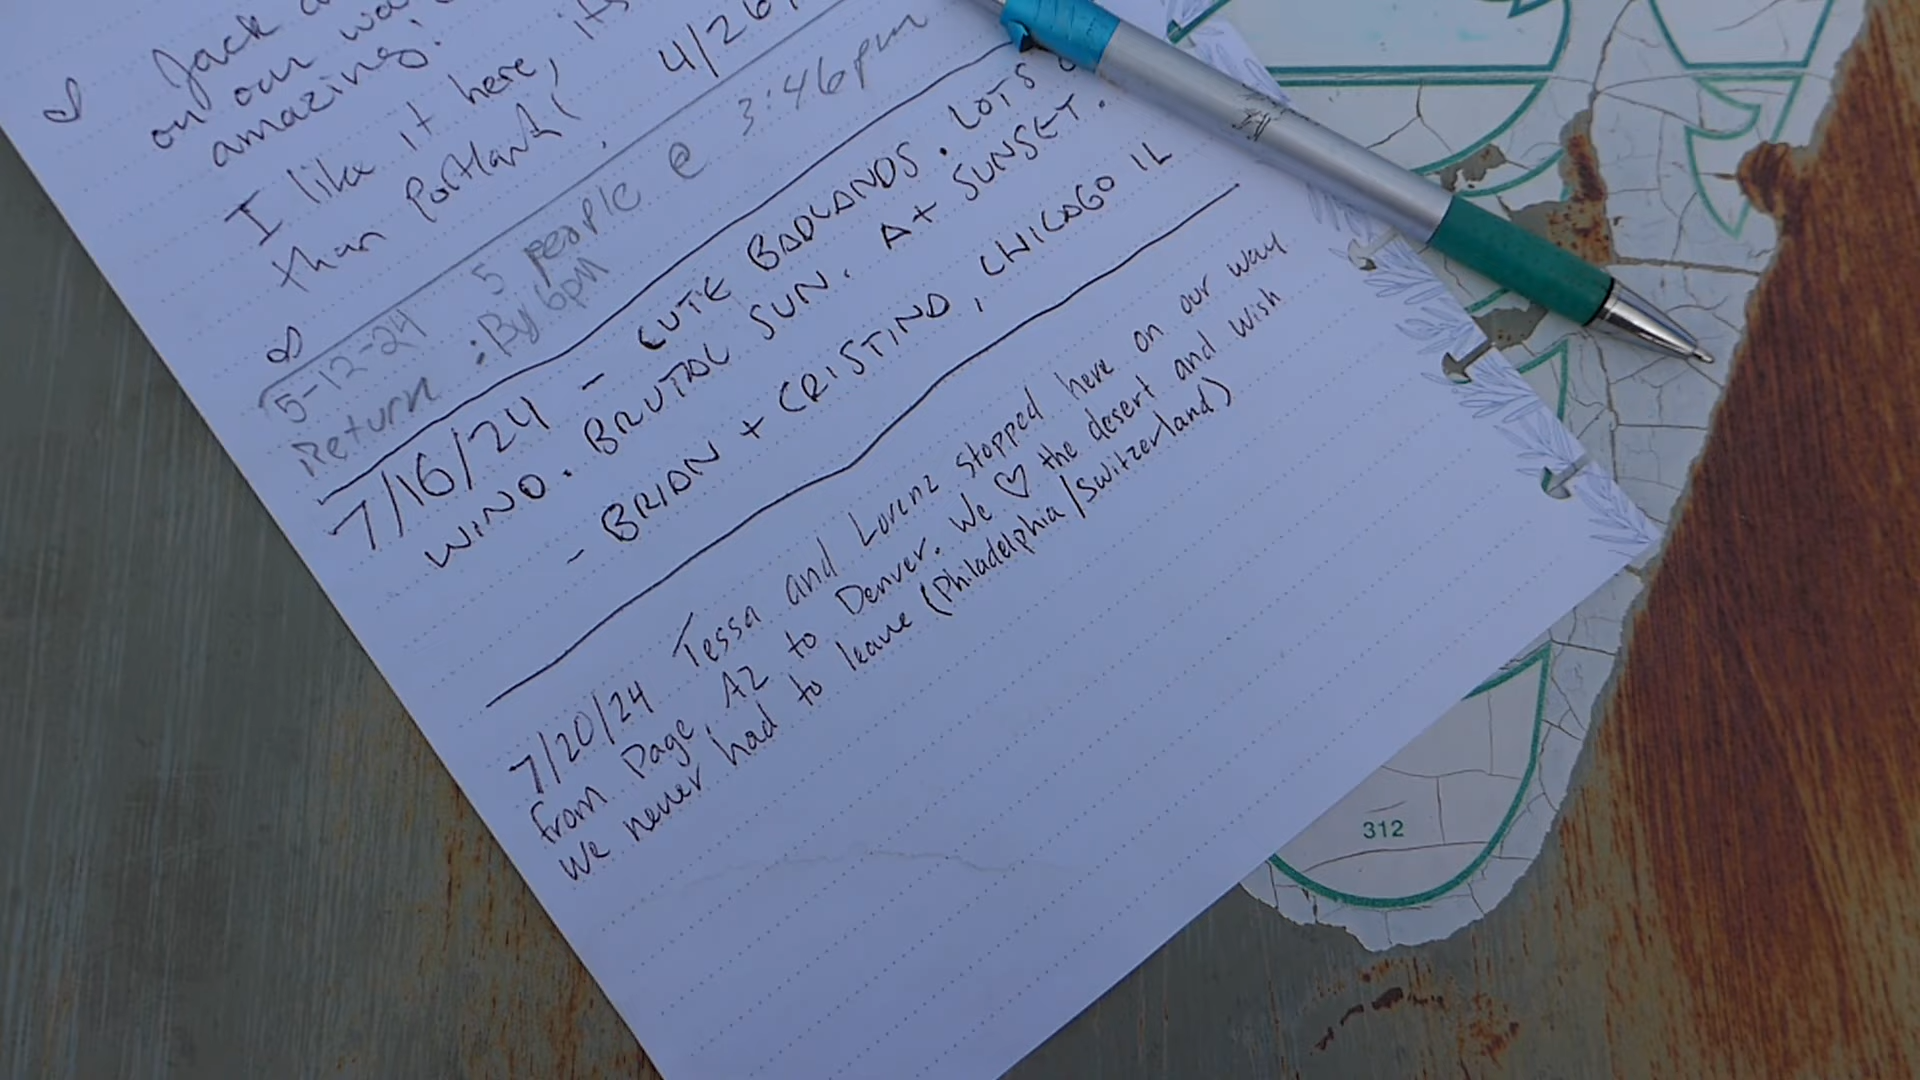 Jack
on our
amazing!
I like it here, its
than Portland! 4/26
5-12-24 5 people @ 3:46pm
Return : By 6pm
7/16/24 - CUTE BADLANDS. LOTS
WIND. BRUTAL SUN. A+ SUNSET.
- BRIAN + CRISTINA, CHICAGO IL
7/20/24 Tessa and Lorenz stopped here on our way
from Page, AZ to Denver. We ♡ the desert and wish
we never had to leave (Philadelphia/Switzerland)
312